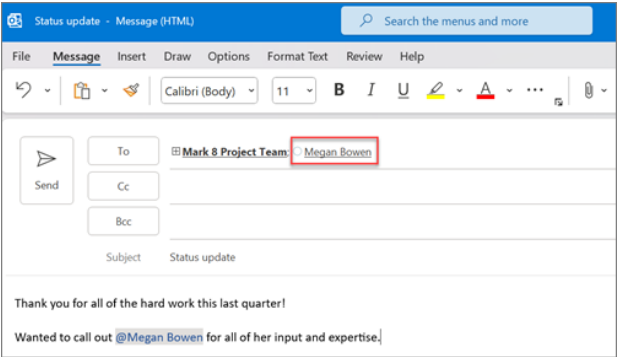 Status update - Message (HTML)
Search the menus and more
File Message Insert Draw Options Format Text Review Help
Calibri (Body) 11 B I U A ...
To Mark 8 Project Team; Megan Bowen
Send Cc
Bcc
Subject Status update
Thank you for all of the hard work this last quarter!
Wanted to call out @Megan Bowen for all of her input and expertise.